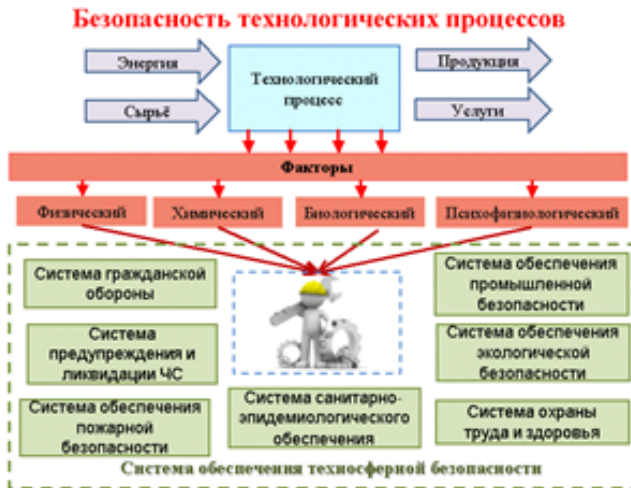 Безопасность технологических процессов
Энергия
Сырьё
Технологический
процесс
Продукция
Услуги
Факторы
Физический
Химический
Биологический
Психофизиологический
Система гражданской
обороны
Система
предупреждения и
ликвидации ЧС
Система обеспечения
пожарной
безопасности
Система санитарно-
эпидемиологического
обеспечения
Система обеспечения
промышленной
безопасности
Система обеспечения
экологической
безопасности
Система охраны
труда и здоровья
Система обеспечения техносферной безопасности